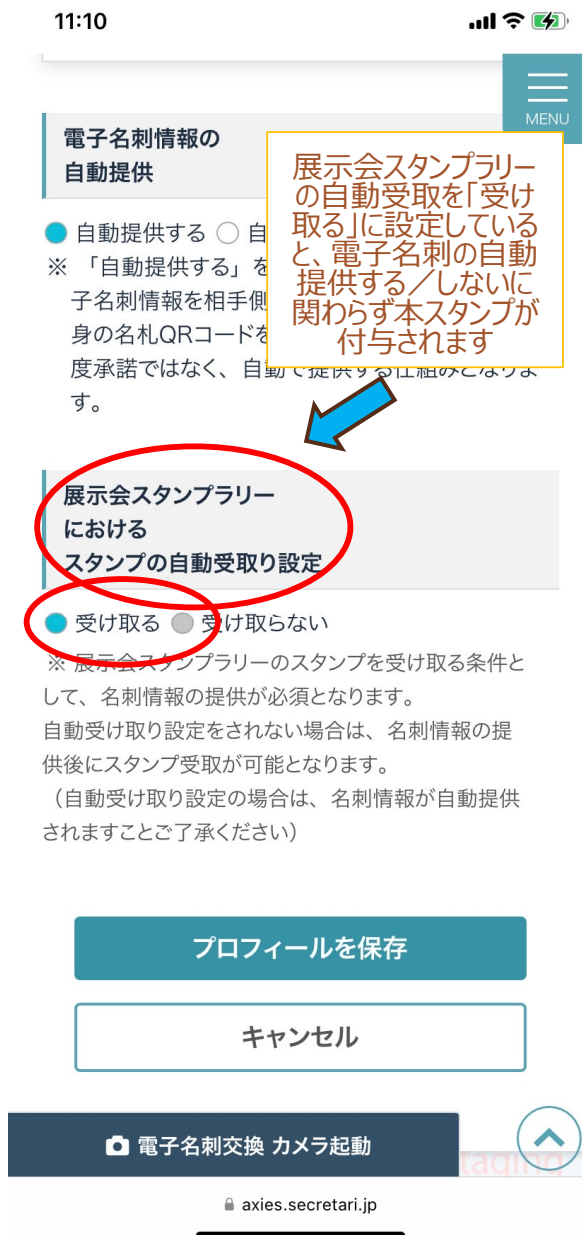 11:10
MENU
電子名刺情報の
自動提供
展示会スタンプラリー
の自動受取を「受け
取る」に設定している
と、電子名刺の自動
提供する／しないに
関わらず本スタンプが
付与されます
自動提供する 自
※ 「自動提供する」を
子名刺情報を相手側
身の名札QRコードを
度承諾ではなく、自動で提供する仕組みとなりま
す。
展示会スタンプラリー
における
スタンプの自動受取り設定
受け取る 受け取らない
※ 展示会スタンプラリーのスタンプを受け取る条件と
して、名刺情報の提供が必須となります。
自動受け取り設定をされない場合は、名刺情報の提
供後にスタンプ受取が可能となります。
（自動受け取り設定の場合は、名刺情報が自動提供
されますことご了承ください）
プロフィールを保存
キャンセル
電子名刺交換 カメラ起動
axies.secretari.jp